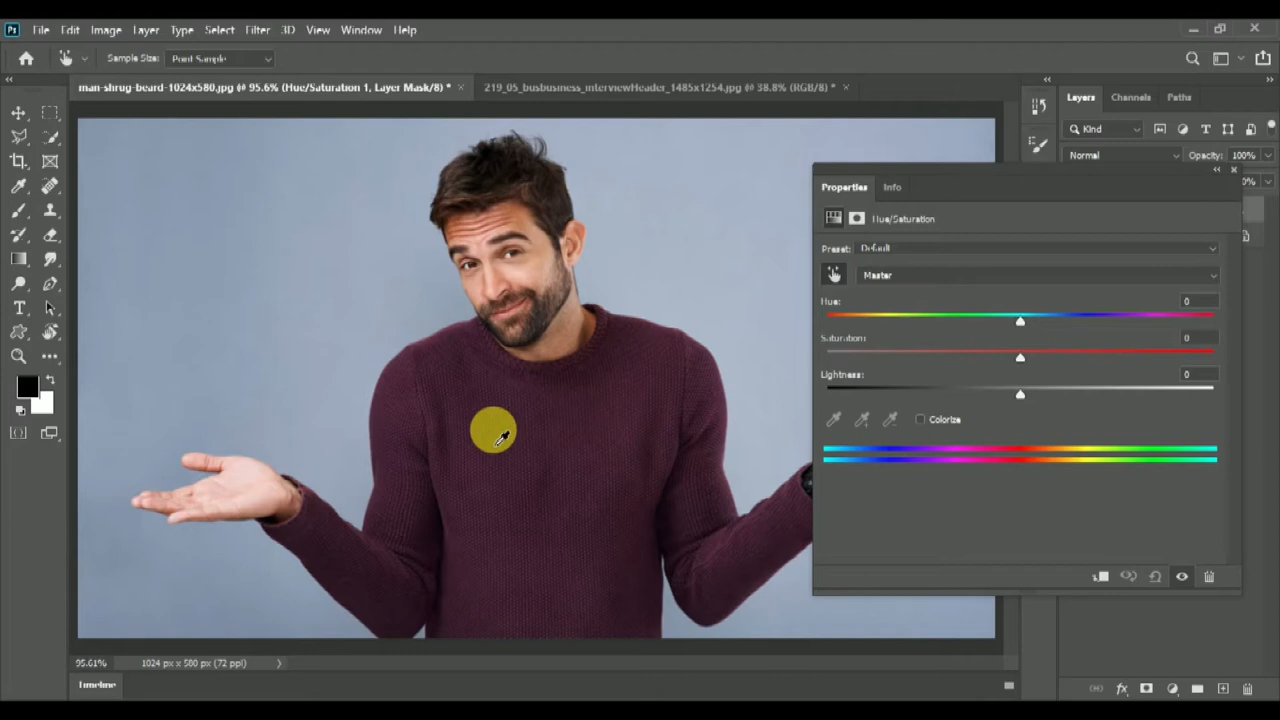 Ps File Edit Image Layer Type Select Filter 3D View Window Help
Sample Size: Point Sample
man-shrug-beard-1024x580.jpg @ 95.6% (Hue/Saturation 1, Layer Mask/8) *
219_05_busbusiness_interviewHeader_1485x1254.jpg @ 38.8% (RGB/8) *
Layers Channels Paths
Kind
Normal Opacity: 100%
Properties Info
Hue/Saturation
Preset: Default
Master
Hue: 0
Saturation: 0
Lightness: 0
Colorize
95.61% 1024 px x 580 px (72 ppi)
Timeline